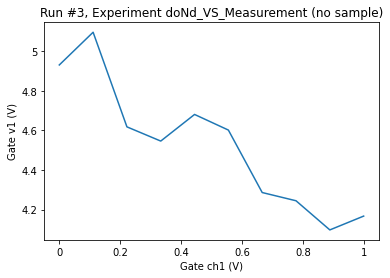 Run #3, Experiment doNd_VS_Measurement (no sample)
5
4.8
4.6
4.4
4.2
Gate v1 (V)
0 0.2 0.4 0.6 0.8 1
Gate ch1 (V)